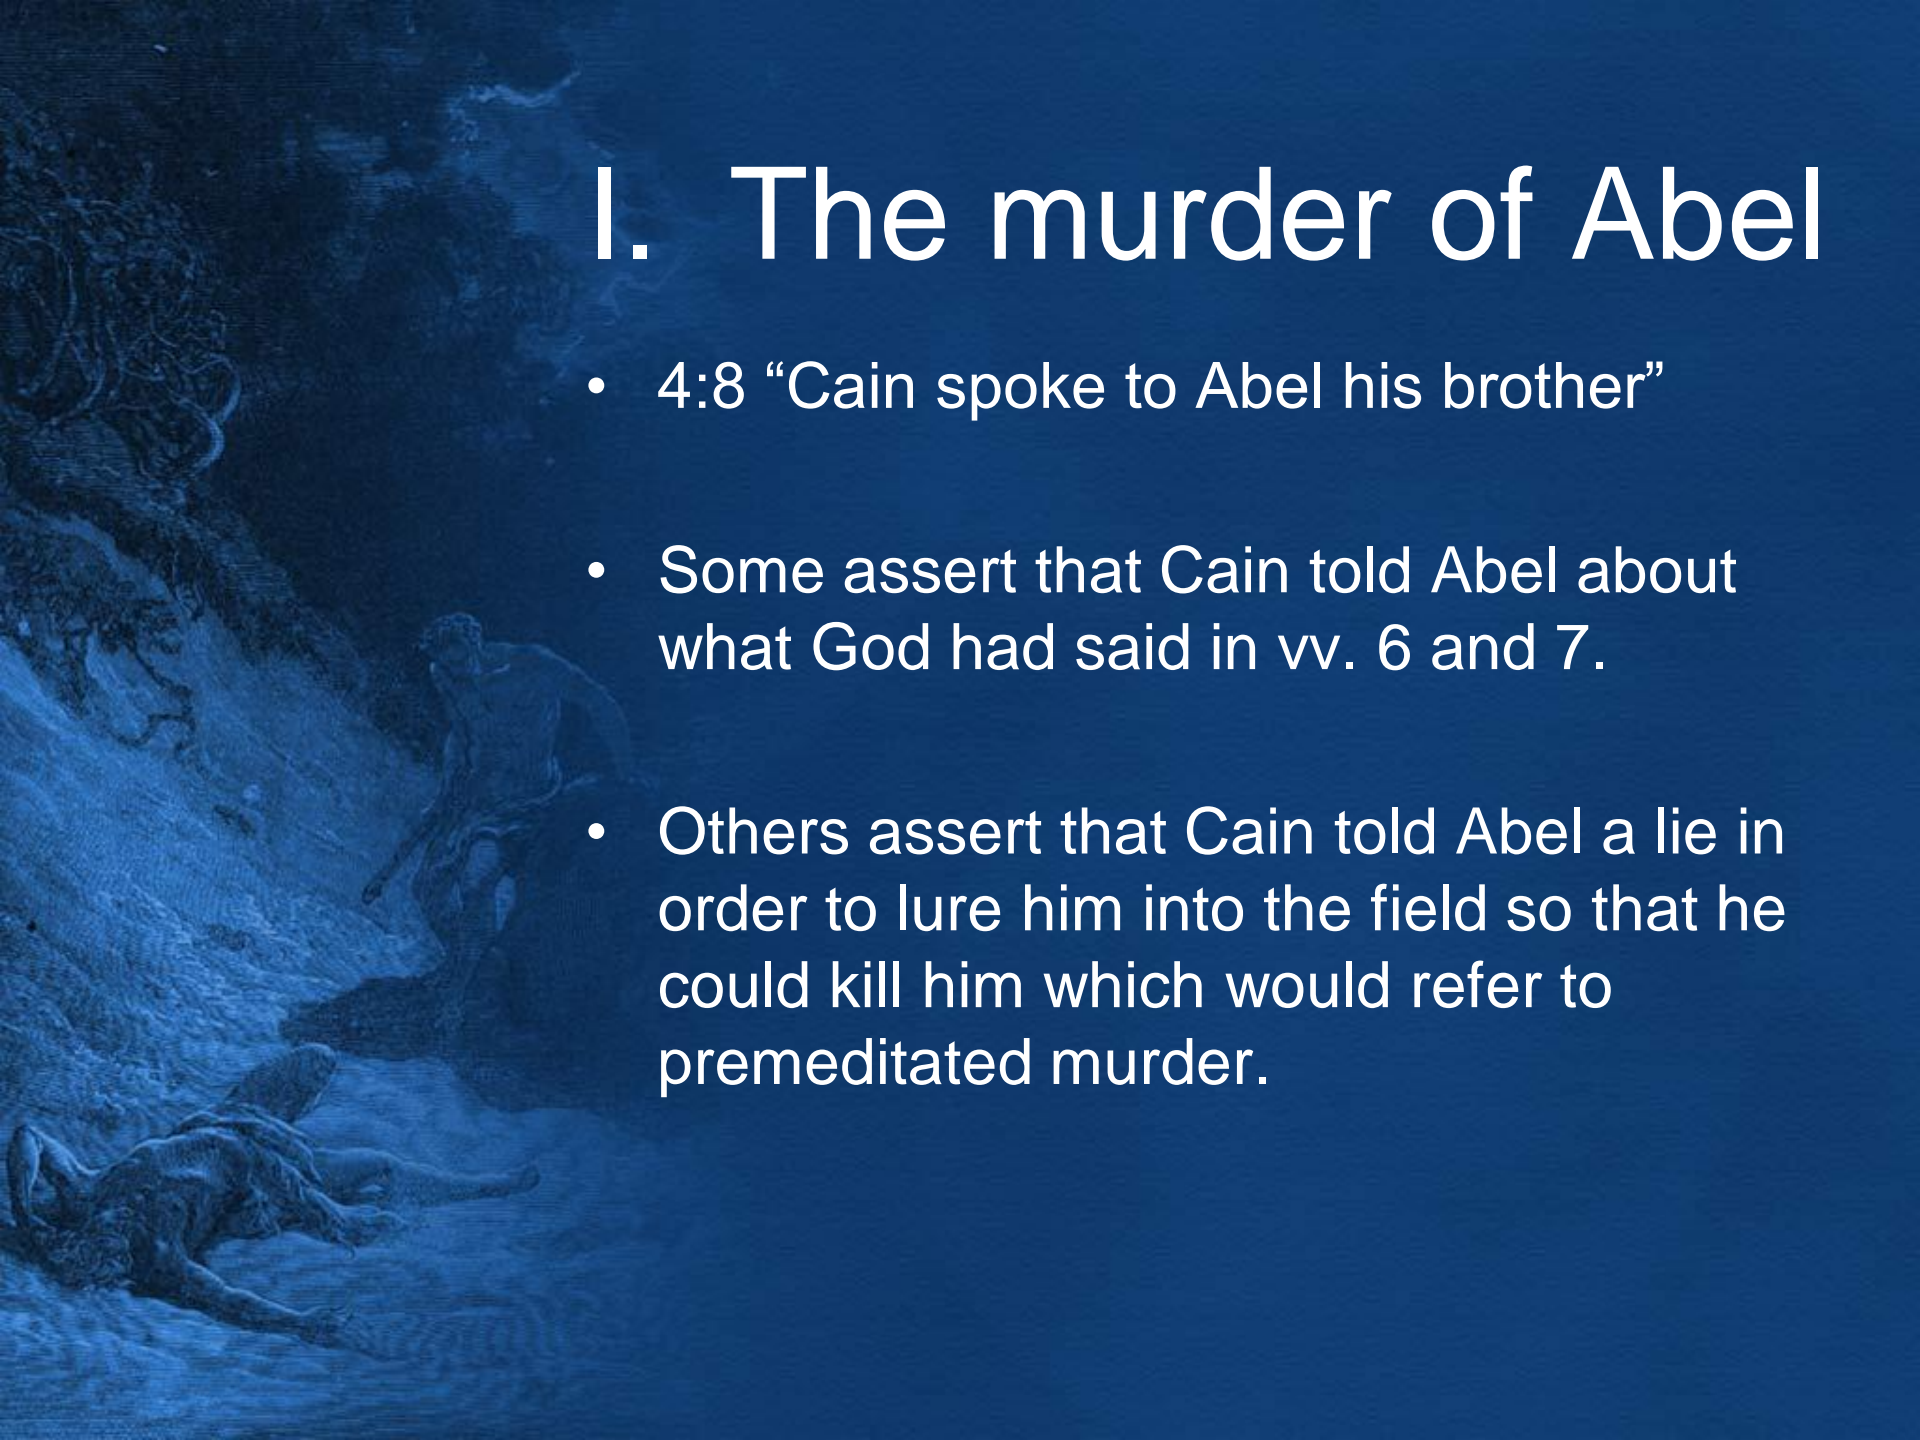 I. The murder of Abel
• 4:8 “Cain spoke to Abel his brother”
• Some assert that Cain told Abel about
what God had said in vv. 6 and 7.
• Others assert that Cain told Abel a lie in
order to lure him into the field so that he
could kill him which would refer to
premeditated murder.